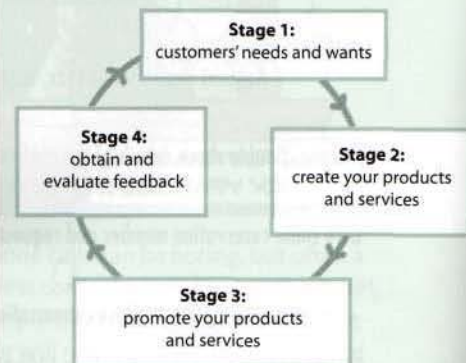 Stage 1:
customers' needs and wants
Stage 2:
create your products
and services
Stage 3:
promote your products
and services
Stage 4:
obtain and
evaluate feedback